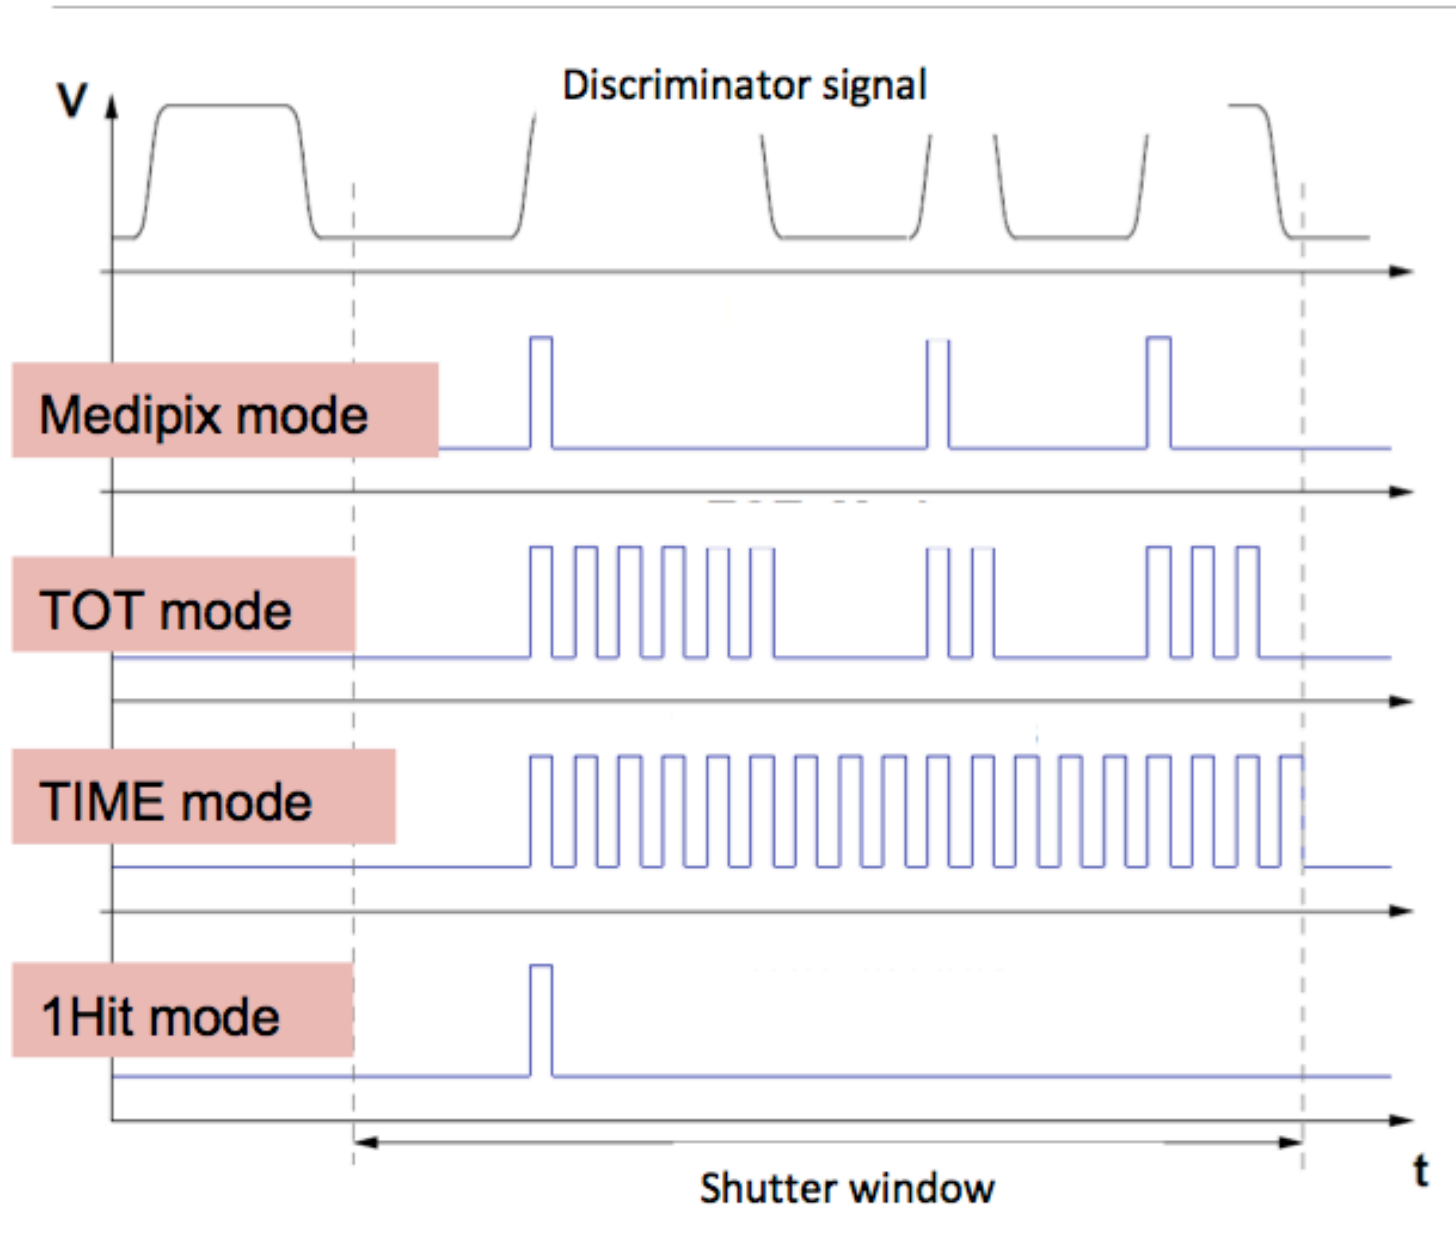 Discriminator signal
V
Medipix mode
TOT mode
TIME mode
1Hit mode
t
Shutter window